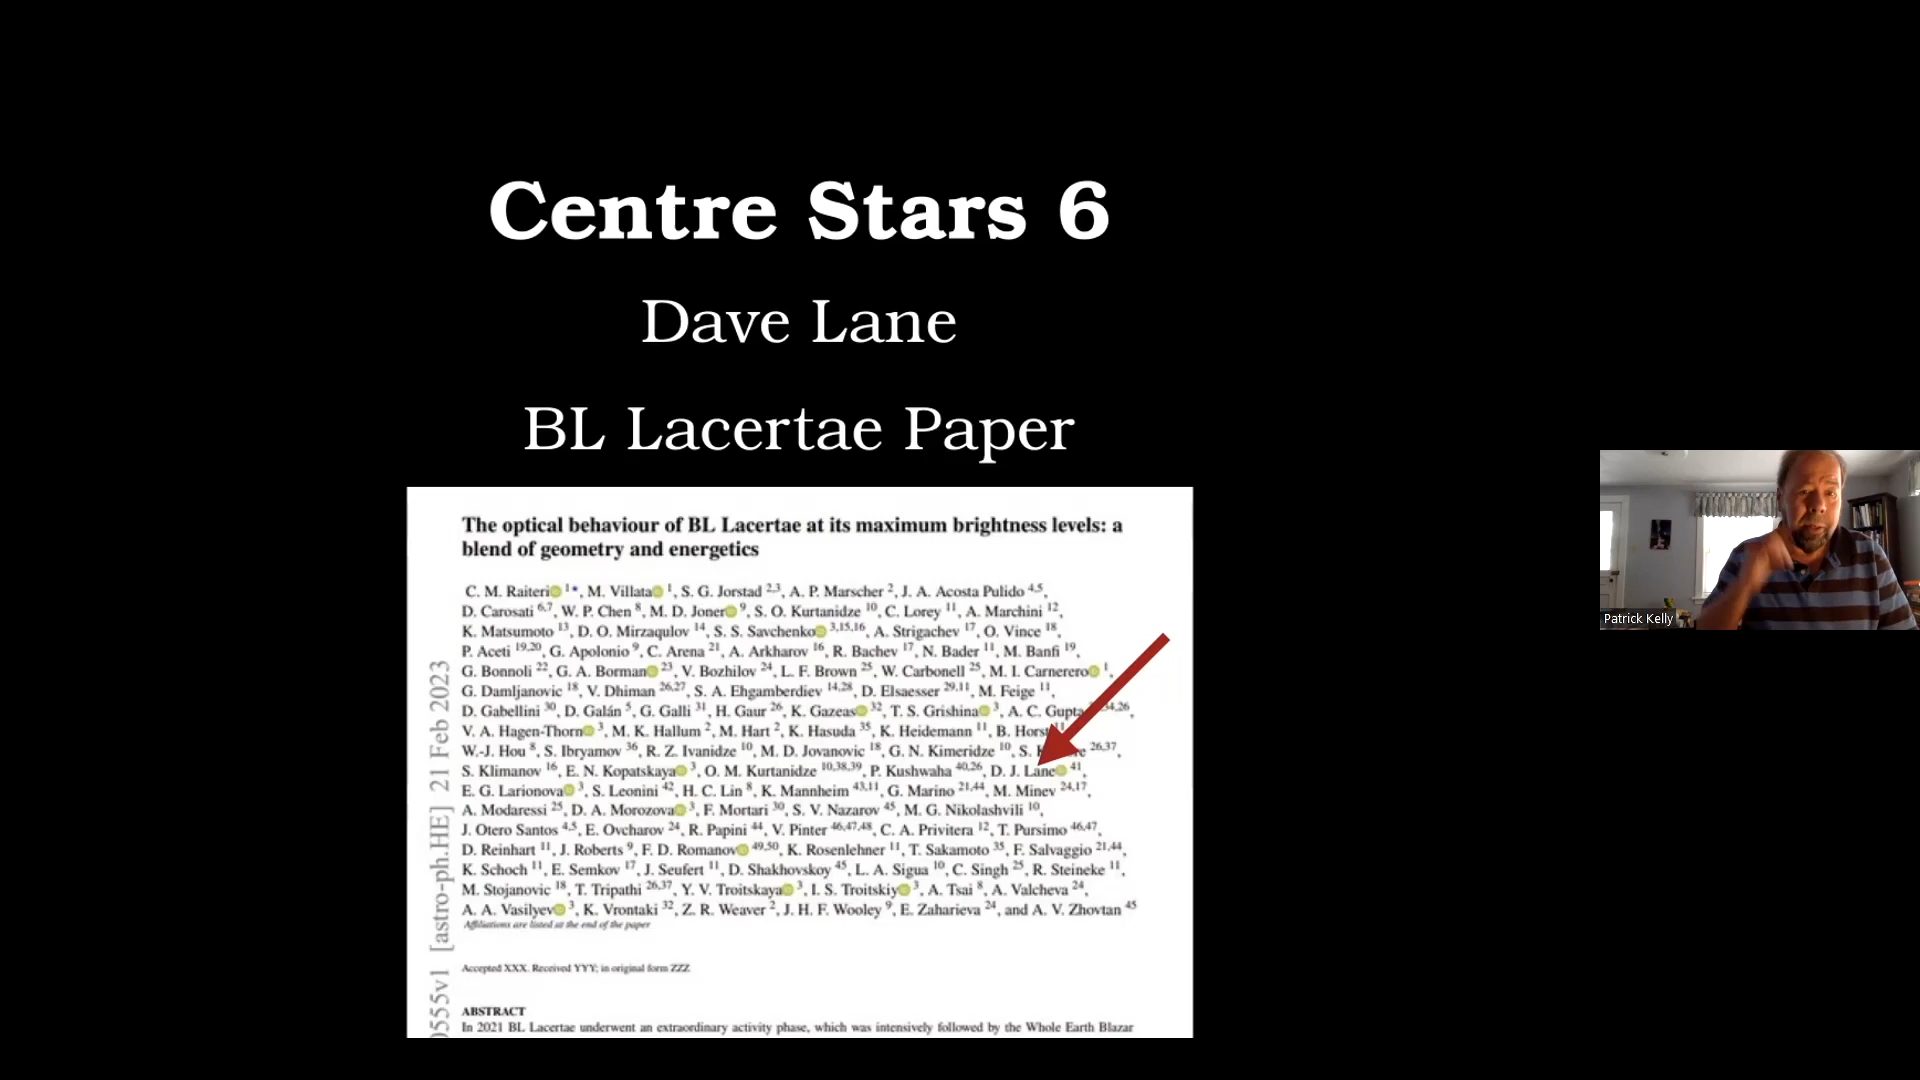 Centre Stars 6
Dave Lane
BL Lacertae Paper
The optical behaviour of BL Lacertae at its maximum brightness levels: a
blend of geometry and energetics
C. M. Raiteri 1*, M. Villata 1, S. G. Jorstad 2,3, A. P. Marscher 2, J. A. Acosta Pulido 4,5,
D. Carosati 6,7, W. P. Chen 8, M. D. Joner 9, S. O. Kurtanidze 10, C. Lorey 11, A. Marchini 12,
K. Matsumoto 13, D. O. Mirzaqulov 14, S. S. Savchenko 3,15,16, A. Strigachev 17, O. Vince 18,
P. Aceti 19,20, G. Apolonio 9, C. Arena 21, A. Arkharov 16, R. Bachev 17, N. Bader 11, M. Banfi 19,
G. Bonnoli 22, G. A. Borman 23, V. Bozhilov 24, L. F. Brown 25, W. Carbonell 25, M. I. Carnerero 1,
G. Damljanovic 18, V. Dhiman 26,27, S. A. Ehgamberdiev 14,28, D. Elsaesser 29,11, M. Feige 11,
D. Gabellini 30, D. Galán 5, G. Galli 31, H. Gaur 26, K. Gazeas 32, T. S. Grishina 3, A. C. Gupta 34,26,
V. A. Hagen-Thorn 3, M. K. Hallum 2, M. Hart 2, K. Hasuda 35, K. Heidemann 11, B. Horst
W.-J. Hou 8, S. Ibryamov 36, R. Z. Ivanidze 10, M. D. Jovanovic 18, G. N. Kimeridze 10, S. 26,37,
S. Klimanov 16, E. N. Kopatskaya 3, O. M. Kurtanidze 10,38,39, P. Kushwaha 40,26, D. J. Lane 41,
E. G. Larionova 3, S. Leonini 42, H. C. Lin 8, K. Mannheim 43,11, G. Marino 21,44, M. Minev 24,17,
A. Modaressi 25, D. A. Morozova 3, F. Mortari 30, S. V. Nazarov 45, M. G. Nikolashvili 10,
J. Otero Santos 4,5, E. Ovcharov 24, R. Papini 44, V. Pinter 46,47,48, C. A. Privitera 12, T. Pursimo 46,47,
D. Reinhart 11, J. Roberts 9, F. D. Romanov 49,50, K. Rosenlehner 11, T. Sakamoto 35, F. Salvaggio 21,44,
K. Schoch 11, E. Semkov 17, J. Seufert 11, D. Shakhovskoy 45, L. A. Sigua 10, C. Singh 25, R. Steineke 11,
M. Stojanovic 18, T. Tripathi 26,37, Y. V. Troitskaya 3, I. S. Troitskiy 3, A. Tsai 8, A. Valcheva 24,
A. A. Vasilyev 3, K. Vrontaki 32, Z. R. Weaver 2, J. H. F. Wooley 9, E. Zaharieva 24, and A. V. Zhovtan 45
Affiliations are listed at the end of the paper
Accepted XXX. Received YYY; in original form ZZZ
ABSTRACT
In 2021 BL Lacertae underwent an extraordinary activity phase, which was intensively followed by the Whole Earth Blazar
0555v1 [astro-ph.HE] 21 Feb 2023
Patrick Kelly